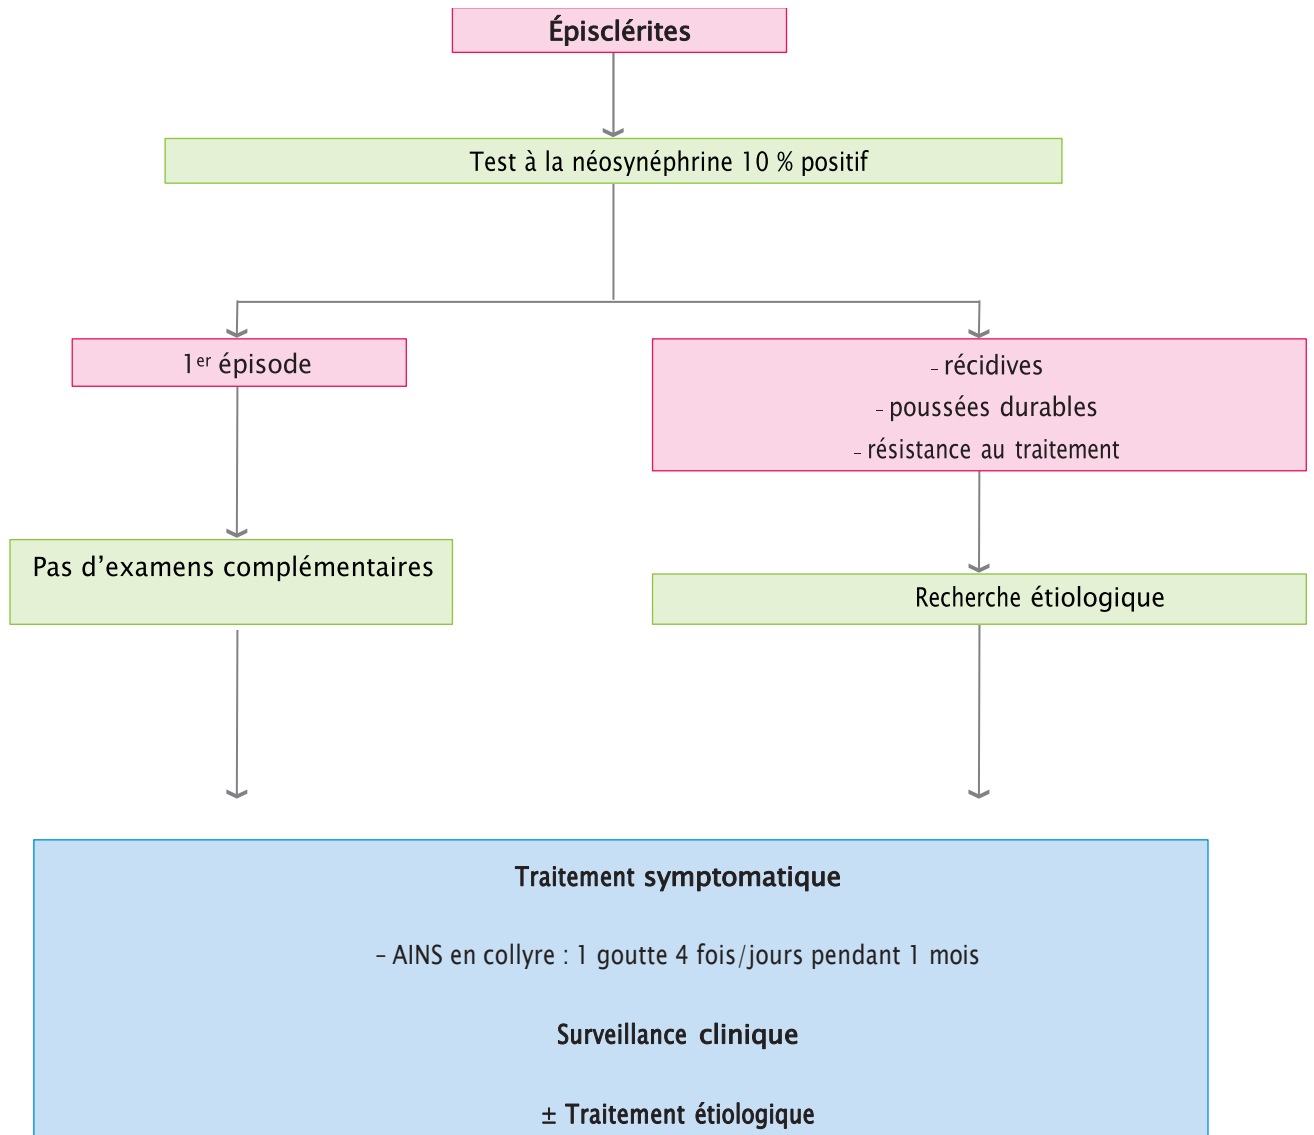 Épisclérites
Test à la néosynéphrine 10 % positif
1er épisode
– récidives
– poussées durables
– résistance au traitement
Pas d’examens complémentaires
Recherche étiologique
Traitement symptomatique
– AINS en collyre : 1 goutte 4 fois/jours pendant 1 mois
Surveillance clinique
± Traitement étiologique